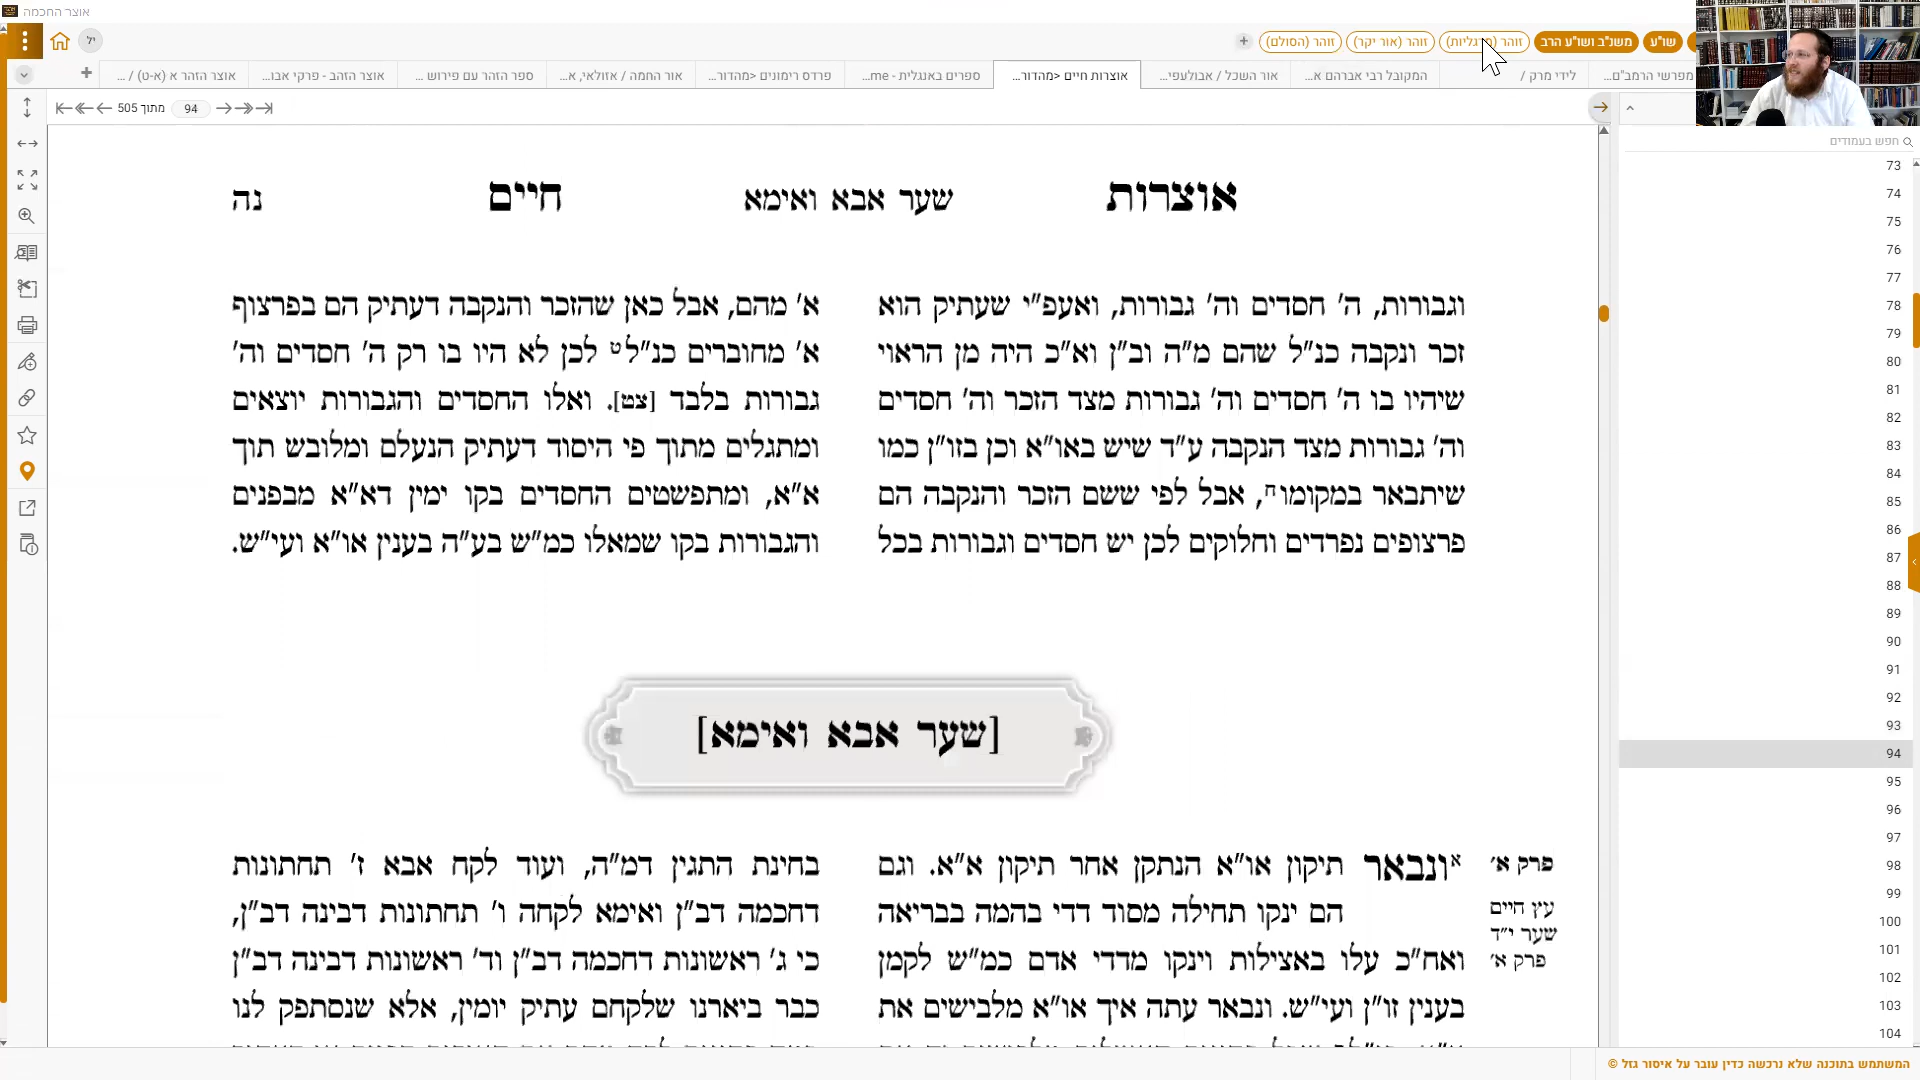 אוצר החכמה
יל
זוהר (הסולם)
זוהר (אור יקר)
משנ"ב ושו"ע הרב
שו"ע
אוצר הזהר א (א-ט) / ...
אוצר הזהב - פרקי אבו...
ספר הזהר עם פירוש ...
אור החמה / אזולאי, א...
פרדס רימונים <מהדור...
ספרים באנגלית - me...
אוצרות חיים <מהדור...
אור השכל / אבולעפי...
המקובל רבי אברהם א...
לידי מרק /
מפרשי הרמב"ם...
94 מתוך 505
חפש בעמודים
אוצרות שער אבא ואימא חיים נה
וגבורות, ה' חסדים וה' גבורות, ואעפ"י שעתיק הוא
זכר ונקבה כנ"ל שהם מ"ה וב"ן וא"כ היה מן הראוי
שיהיו בו ה' חסדים וה' גבורות מצד הזכר וה' חסדים
וה' גבורות מצד הנקבה ע"ד שיש באו"א וכן בזו"ן כמו
שיתבאר במקומוח, אבל לפי ששם הזכר והנקבה הם
פרצופים נפרדים וחלוקים לכן יש חסדים וגבורות בכל
א' מהם, אבל כאן שהזכר והנקבה דעתיק הם בפרצוף
א' מחוברים כנ"לט לכן לא היו בו רק ה' חסדים וה'
גבורות בלבד [צט]. ואלו החסדים והגבורות יוצאים
ומתגלים מתוך פי היסוד דעתיק הנעלם ומלובש תוך
א"א, ומתפשטים החסדים בקו ימין דא"א מבפנים
והגבורות בקו שמאלו כמ"ש בע"ה בענין או"א ועי"ש.
[שער אבא ואימא]
פרק א'
עץ חיים
שער י"ד
פרק א'
אונבאר תיקון או"א הנתקן אחר תיקון א"א. וגם
הם ינקו תחילה מסוד דדי בהמה בבריאה
ואח"כ עלו באצילות וינקו מדדי אדם כמ"ש לקמן
בענין זו"ן ועי"ש. ונבאר עתה איך או"א מלבישים את
בחינת התגין דמ"ה, ועוד לקח אבא ז' תחתונות
דחכמה דב"ן ואימא לקחה ו' תחתונות דבינה דב"ן,
כי ג' ראשונות דחכמה דב"ן וד' ראשונות דבינה דב"ן
כבר ביארנו שלקחם עתיק יומין, אלא שנסתפק לנו
73
74
75
76
77
78
79
80
81
82
83
84
85
86
87
88
89
90
91
92
93
94
95
96
97
98
99
100
101
102
103
104
המשתמש בתוכנה שלא נרכשה כדין עובר על איסור גזל ©